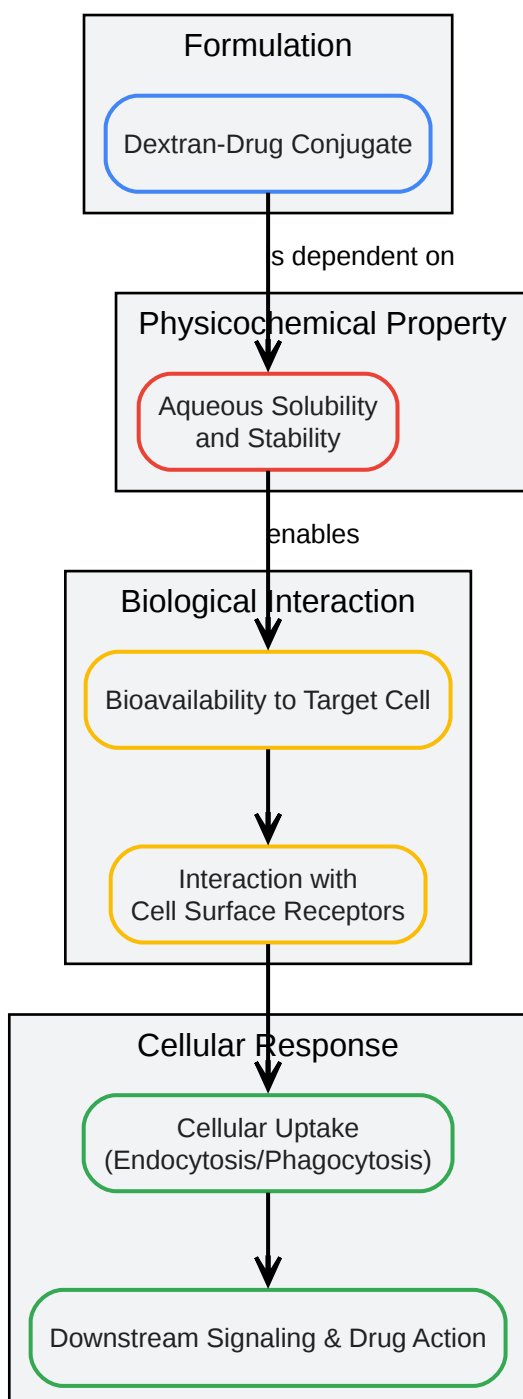 Formulation
Dextran-Drug Conjugate
s dependent on
Physicochemical Property
Aqueous Solubility
and Stability
enables
Biological Interaction
Bioavailability to Target Cell
Interaction with
Cell Surface Receptors
Cellular Response
Cellular Uptake
(Endocytosis/Phagocytosis)
Downstream Signaling & Drug Action